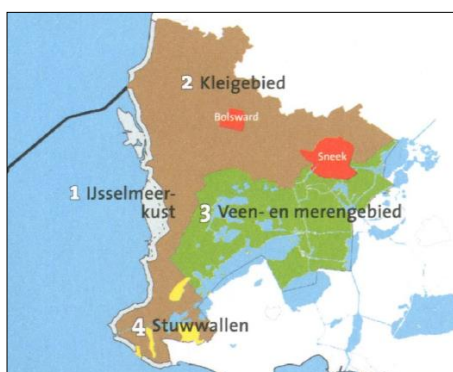 2 Kleigebied
Bolsward
Sneek
1 IJsselmeer-
kust
3 Veen- en merengebied
4 Stuwwallen